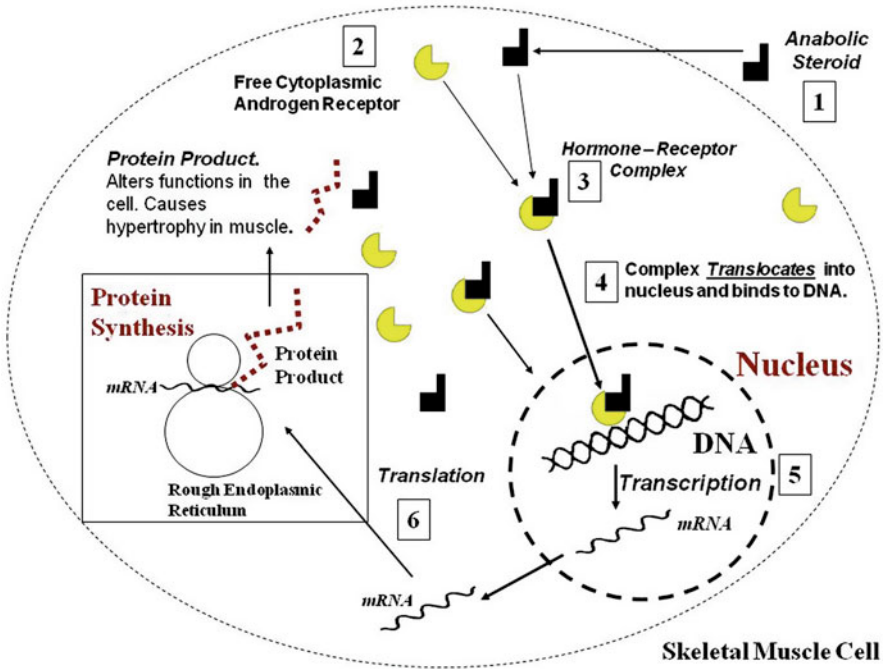 2
Free Cytoplasmic
Androgen Receptor
Anabolic
Steroid
1
Hormone–Receptor
Complex
3
Protein Product.
Alters functions in the
cell. Causes
hypertrophy in muscle.
4
Complex Translocates into
nucleus and binds to DNA.
Protein
Synthesis
Protein
Product
mRNA
Rough Endoplasmic
Reticulum
Nucleus
DNA
Transcription
5
mRNA
Translation
6
mRNA
Skeletal Muscle Cell